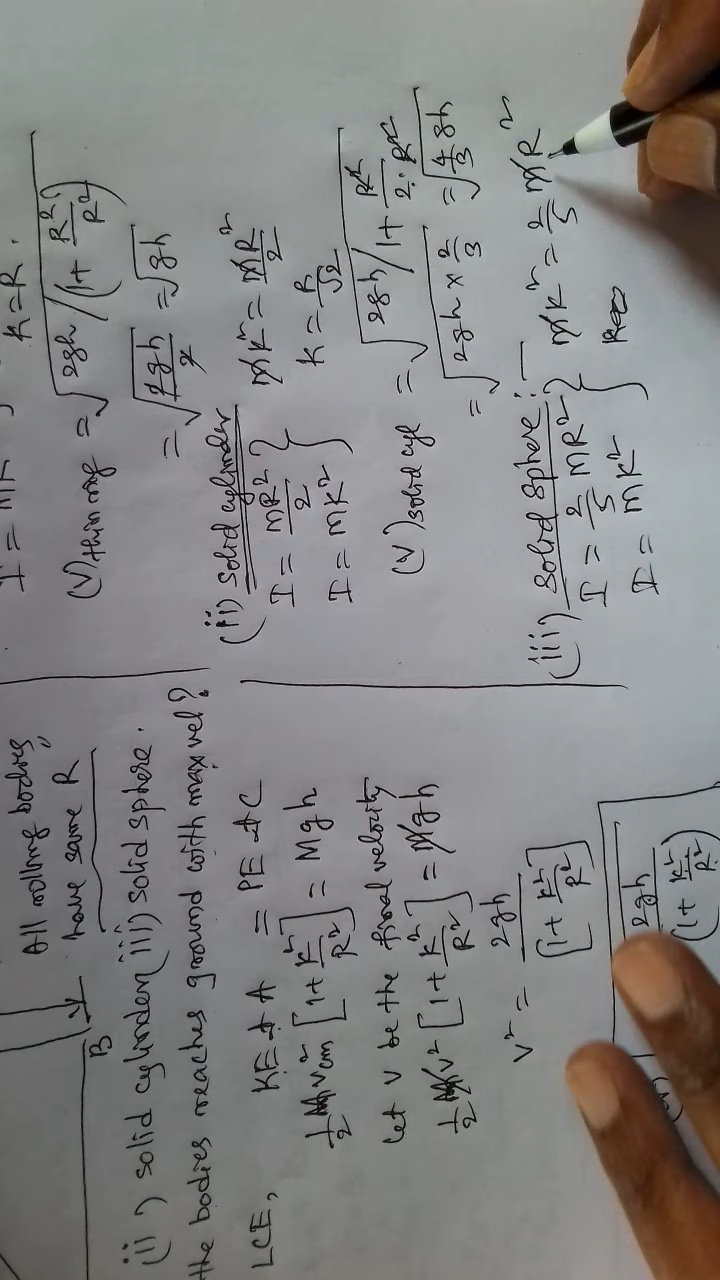 All rolling bodies
have same R
B
(ii) solid cylinder (iii) solid sphere.
the bodies reaches ground with max vel?
LCE,
KE at A = PE at C
1/2 M v²cm [1 + K²/R²] = Mgh
Let v be the final velocity
1/2 M v² [1 + K²/R²] = Mgh
v² = 2gh / [1 + K²/R²]
2gh / (1 + K²/R²)
K = R.
(V) thin ring = √(2gh / (1 + R²/R²))
= √(2gh/2) = √gh
(ii) Solid cylinder
I = mR²/2 } mK² = mR²/2
I = mK² } K = R/√2
(V) solid cyl = √(2gh / 1 + R²/2·R²)
= √(2gh × 2/3) = √(4/3 gh)
(iii) Solid Sphere :-
I = 2/5 mR² } mK² = 2/5 mR²
I = mK² }